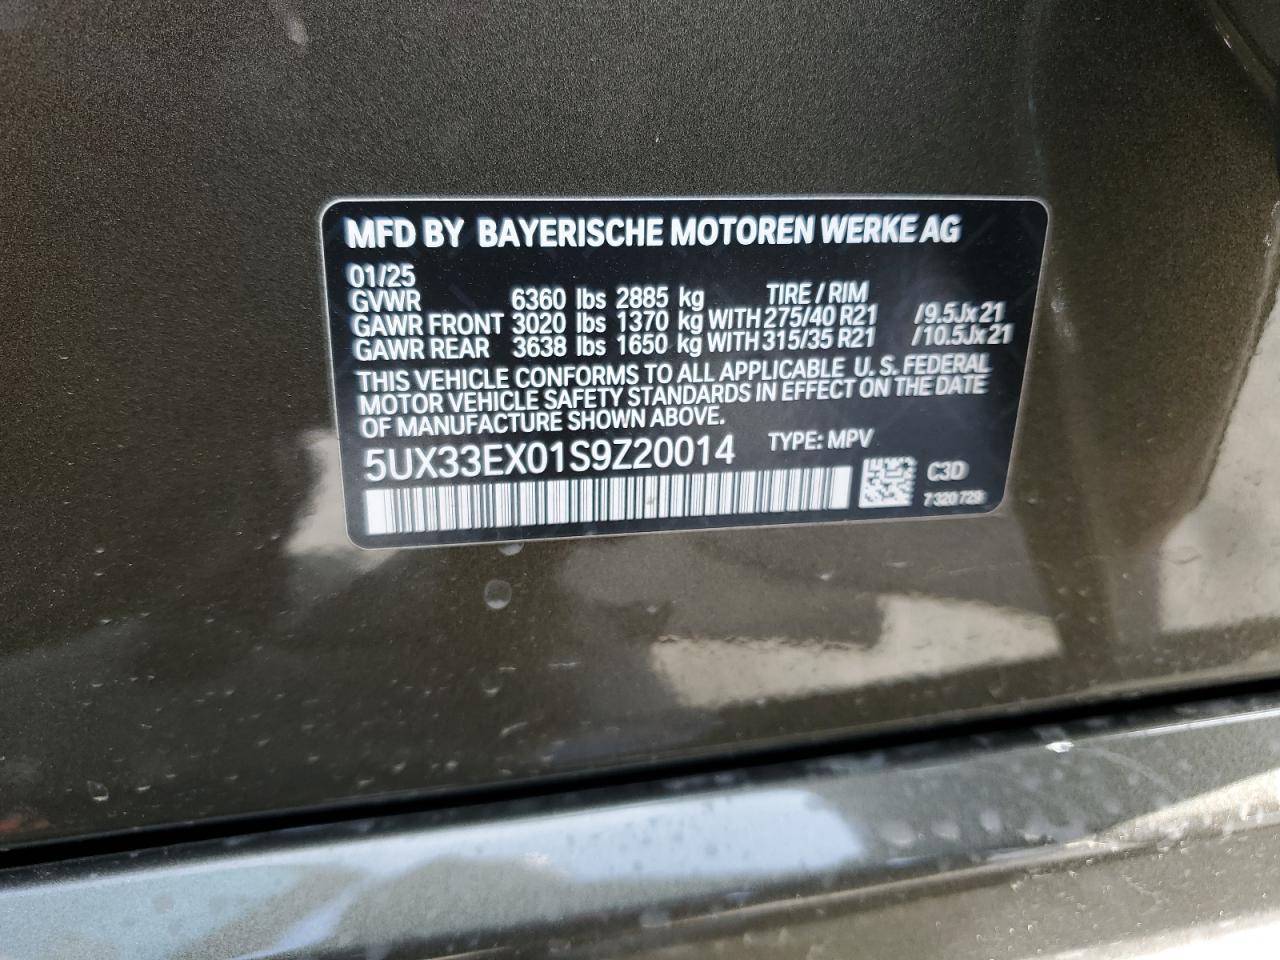 MFD BY BAYERISCHE MOTOREN WERKE AG
01/25
GVWR 6360 lbs 2885 kg TIRE / RIM
GAWR FRONT 3020 lbs 1370 kg WITH 275/40 R21 /9.5Jx21
GAWR REAR 3638 lbs 1650 kg WITH 315/35 R21 /10.5Jx21
THIS VEHICLE CONFORMS TO ALL APPLICABLE U.S. FEDERAL
MOTOR VEHICLE SAFETY STANDARDS IN EFFECT ON THE DATE
OF MANUFACTURE SHOWN ABOVE.
5UX33EX01S9Z20014 TYPE: MPV
C3D
7 320 729